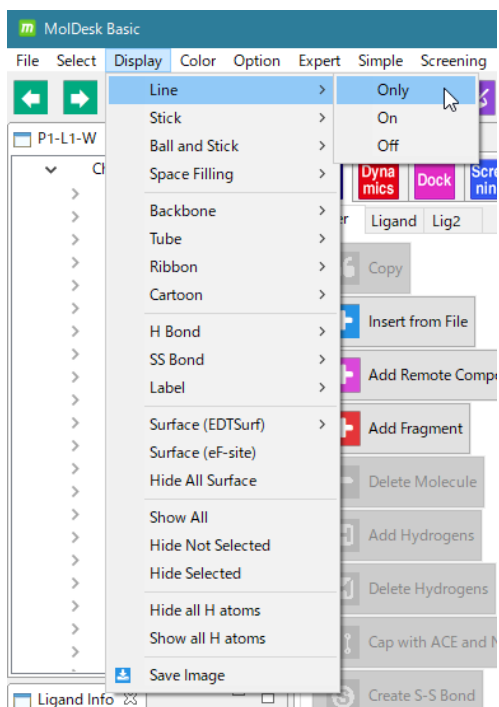 m MolDesk Basic
File Select Display Color Option Expert Simple Screening
Line
Only
On
Off
Stick
Ball and Stick
Space Filling
Backbone
Tube
Ribbon
Cartoon
H Bond
SS Bond
Label
Surface (EDTSurf)
Surface (eF-site)
Hide All Surface
Show All
Hide Not Selected
Hide Selected
Hide all H atoms
Show all H atoms
Save Image
P1-L1-W
Ch
Dyna
mics
Dock
Scre
nin
er Ligand Lig2
Copy
Insert from File
Add Remote Compo
Add Fragment
Delete Molecule
Add Hydrogens
Delete Hydrogens
Cap with ACE and N
Create S-S Bond
Ligand Info